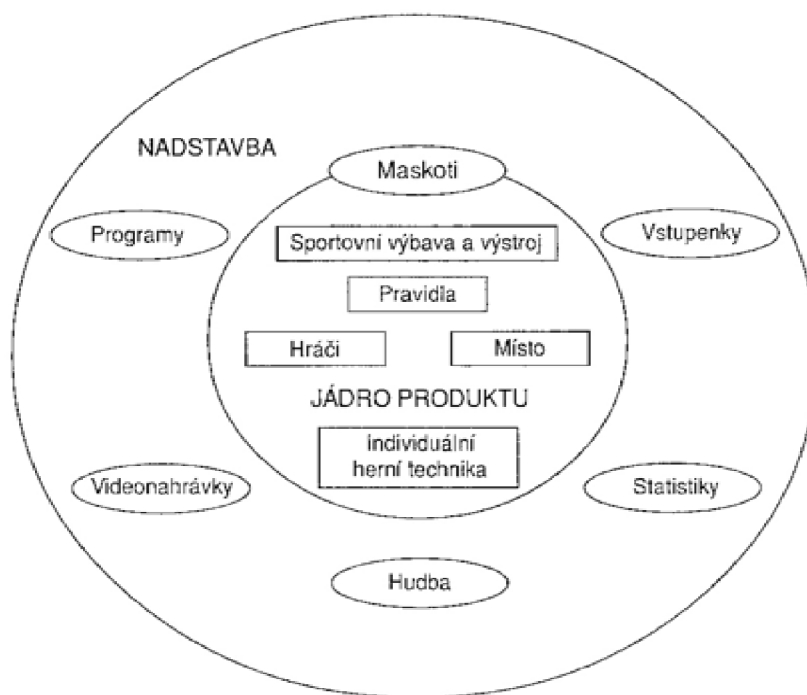 NADSTAVBA
Maskoti
Programy
Vstupenky
Sportovní výbava a výstroj
Pravidla
Hráči
Místo
JÁDRO PRODUKTU
individuální
herní technika
Videonahrávky
Statistiky
Hudba